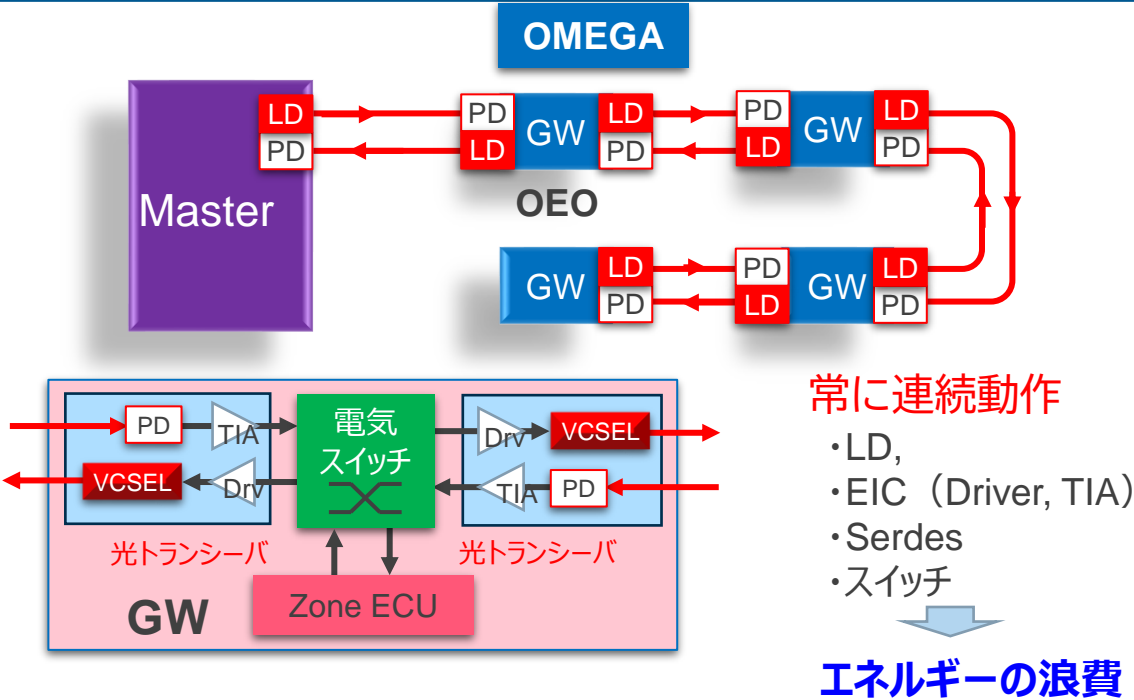 OMEGA
Master
LD
PD
PD
LD
GW
LD
PD
PD
LD
GW
LD
PD
OEO
GW
LD
PD
PD
LD
GW
LD
PD
PD
TIA
VCSEL
Drv
電気
スイッチ
Drv
VCSEL
TIA
PD
光トランシーバ
光トランシーバ
GW
Zone ECU
常に連続動作
・LD,
・EIC（Driver, TIA）
・Serdes
・スイッチ
エネルギーの浪費